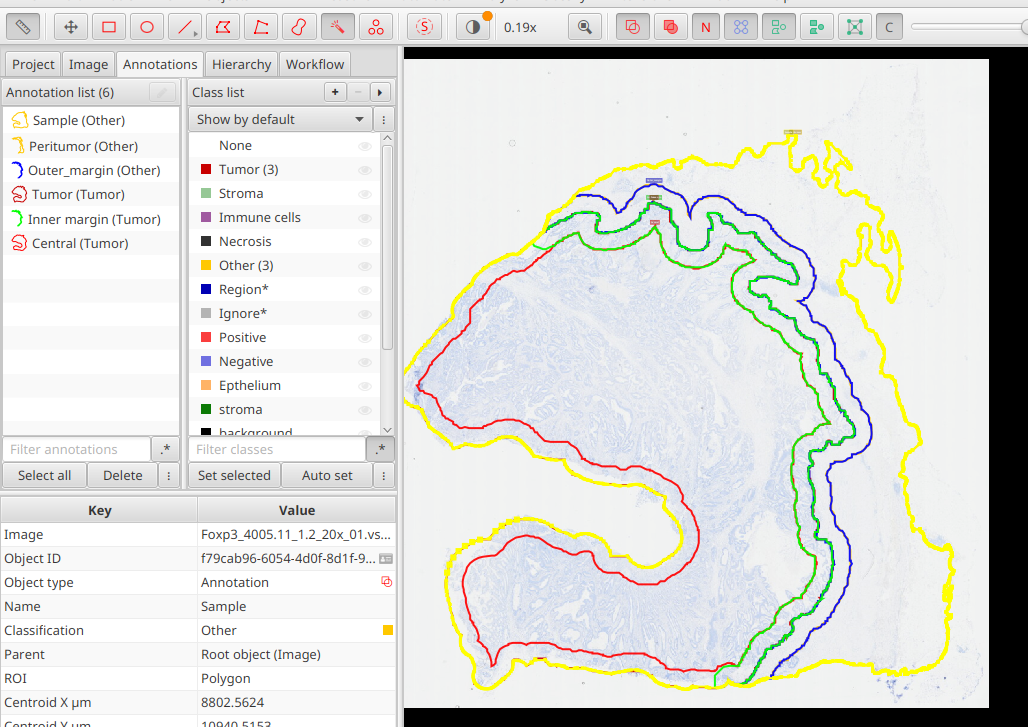 S
0.19x
N
C
Project Image Annotations Hierarchy Workflow
Annotation list (6)
Sample (Other)
Peritumor (Other)
Outer_margin (Other)
Tumor (Tumor)
Inner margin (Tumor)
Central (Tumor)
Filter annotations .*
Select all Delete ⋮
Class list + −
Show by default ⋮
None
Tumor (3)
Stroma
Immune cells
Necrosis
Other (3)
Region*
Ignore*
Positive
Negative
Epthelium
stroma
background
Filter classes .*
Set selected Auto set ⋮
Key Value
Image Foxp3_4005.11_1.2_20x_01.vs...
Object ID f79cab96-6054-4d0f-8d1f-9...
Object type Annotation
Name Sample
Classification Other
Parent Root object (Image)
ROI Polygon
Centroid X µm 8802.5624
Centroid Y µm 10940.5153